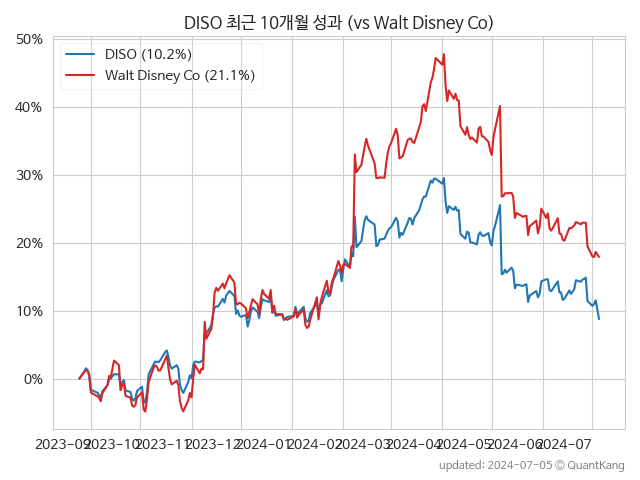 DISO 최근 10개월 성과 (vs Walt Disney Co)
DISO (10.2%)
Walt Disney Co (21.1%)
50%
40%
30%
20%
10%
0%
2023-09 2023-10 2023-11 2023-12 2024-01 2024-02 2024-03 2024-04 2024-05 2024-06 2024-07
updated: 2024-07-05 © QuantKang